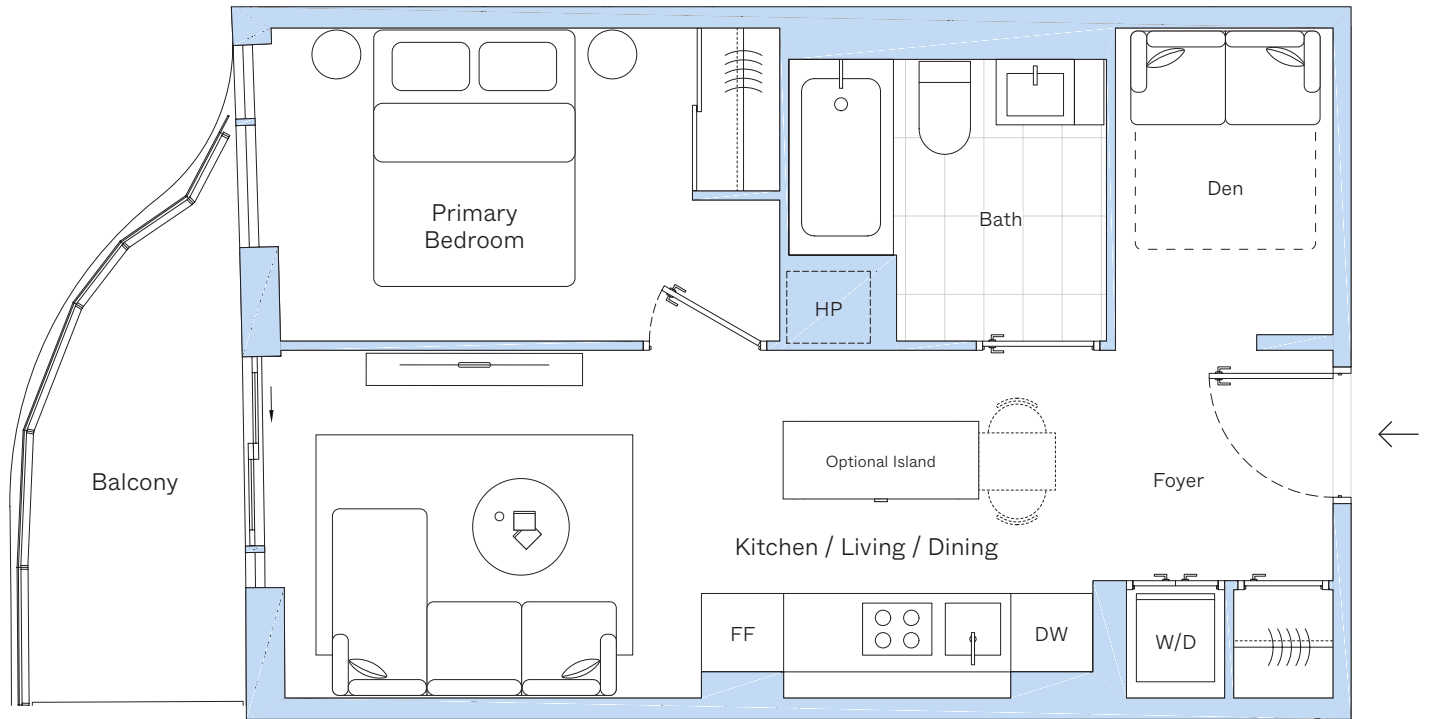 Primary
Bedroom
Bath
Den
HP
Balcony
Optional Island
Foyer
Kitchen / Living / Dining
FF
DW
W/D